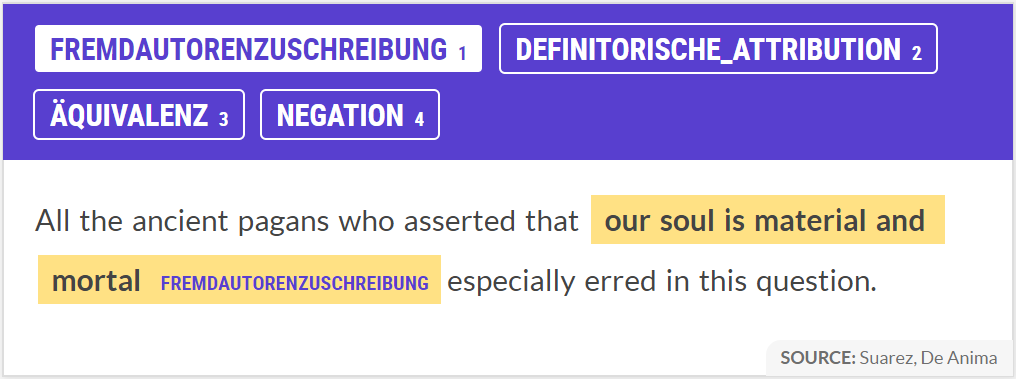 FREMDAUTORENZUSCHREIBUNG 1 DEFINITORISCHE_ATTRIBUTION 2
ÄQUIVALENZ 3 NEGATION 4
All the ancient pagans who asserted that our soul is material and
mortal FREMDAUTORENZUSCHREIBUNG especially erred in this question.
SOURCE: Suarez, De Anima